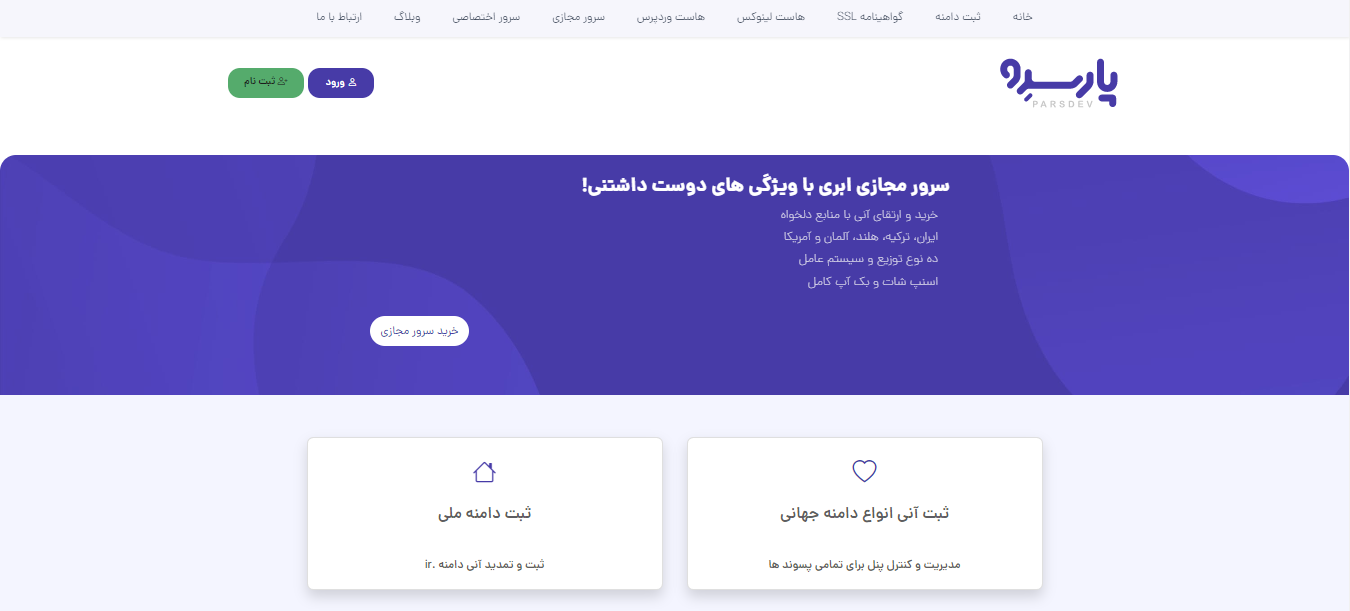 خانه
ثبت دامنه
گواهینامه SSL
هاست لینوکس
هاست وردپرس
سرور مجازی
سرور اختصاصی
وبلاگ
ارتباط با ما
پارسرو
PARSDEV
ورود
ثبت نام
سرور مجازی ابری با ویژگی های دوست داشتنی!
خرید و ارتقای آنی با منابع دلخواه
ایران، ترکیه، هلند، آلمان و آمریکا
ده نوع توزیع و سیستم عامل
اسنپ شات و بک آپ کامل
خرید سرور مجازی
ثبت آنی انواع دامنه جهانی
مدیریت و کنترل پنل برای تمامی پسوند ها
ثبت دامنه ملی
ثبت و تمدید آنی دامنه .ir